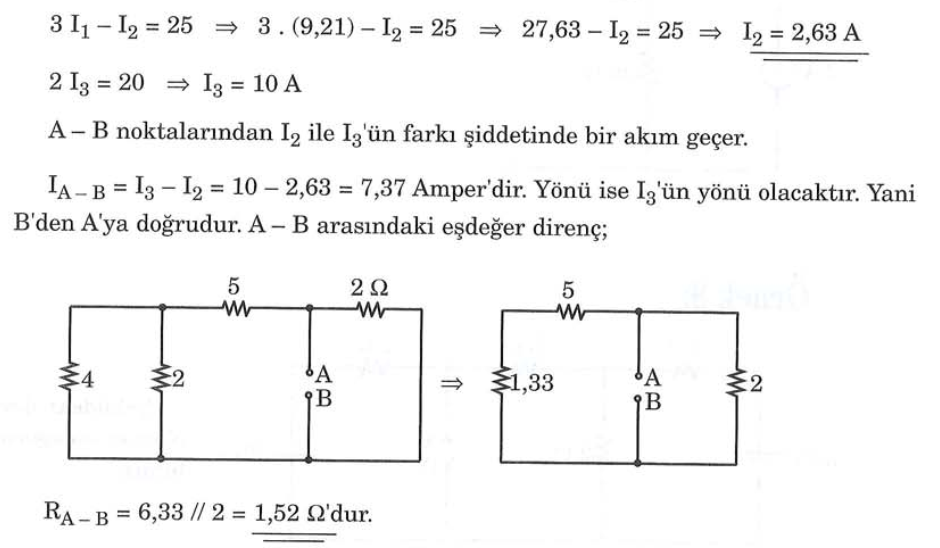 3 I₁ – I₂ = 25 ⇒ 3 . (9,21) – I₂ = 25 ⇒ 27,63 – I₂ = 25 ⇒ I₂ = 2,63 A
2 I₃ = 20 ⇒ I₃ = 10 A
A – B noktalarından I₂ ile I₃'ün farkı şiddetinde bir akım geçer.
I_A – B = I₃ – I₂ = 10 – 2,63 = 7,37 Amper'dir. Yönü ise I₃'ün yönü olacaktır. Yani
B'den A'ya doğrudur. A – B arasındaki eşdeğer direnç;
5 2 Ω 5
4 2 A ⇒ 1,33 A 2
B B
R_A – B = 6,33 // 2 = 1,52 Ω'dur.